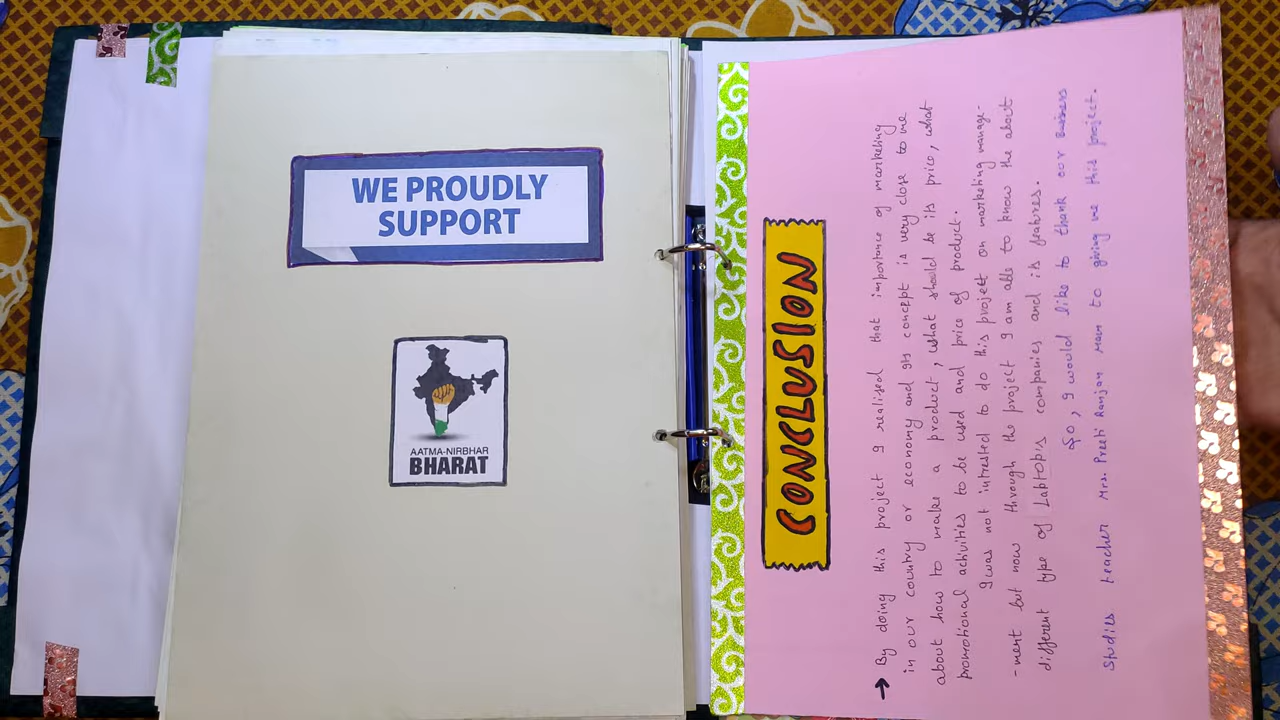 WE PROUDLY
SUPPORT
AATMA-NIRBHAR
BHARAT
CONCLUSION
→ By doing this project I realised that importance of marketing
in our country or economy and its concept is very close to me
about how to make a product, what should be its price, what
promotional activities to be used and price of product.
I was not intrested to do this project on marketing manage-
-ment but now through the project I am able to know the about
different type of Laptop's companies and its features.
So, I would like to thank our Business
Studies teacher Mrs. Preeti Ranjan Mam to giving me this project.